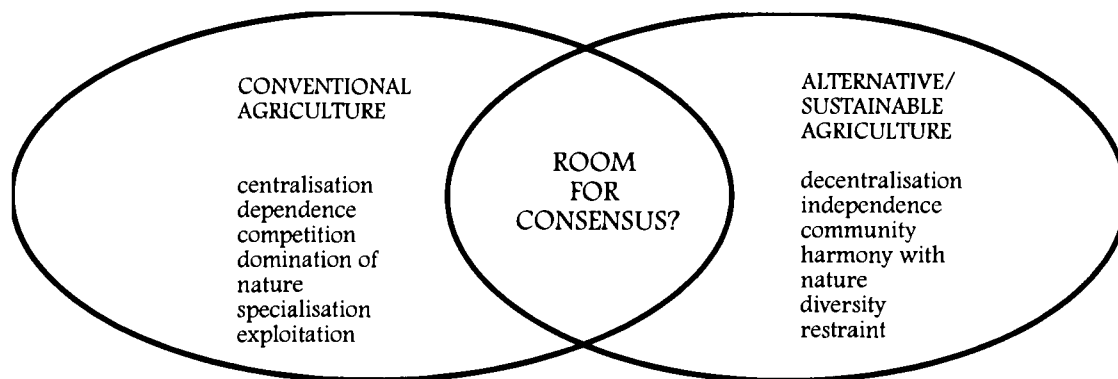 CONVENTIONAL
AGRICULTURE
centralisation
dependence
competition
domination of
nature
specialisation
exploitation
ROOM
FOR
CONSENSUS?
ALTERNATIVE/
SUSTAINABLE
AGRICULTURE
decentralisation
independence
community
harmony with
nature
diversity
restraint